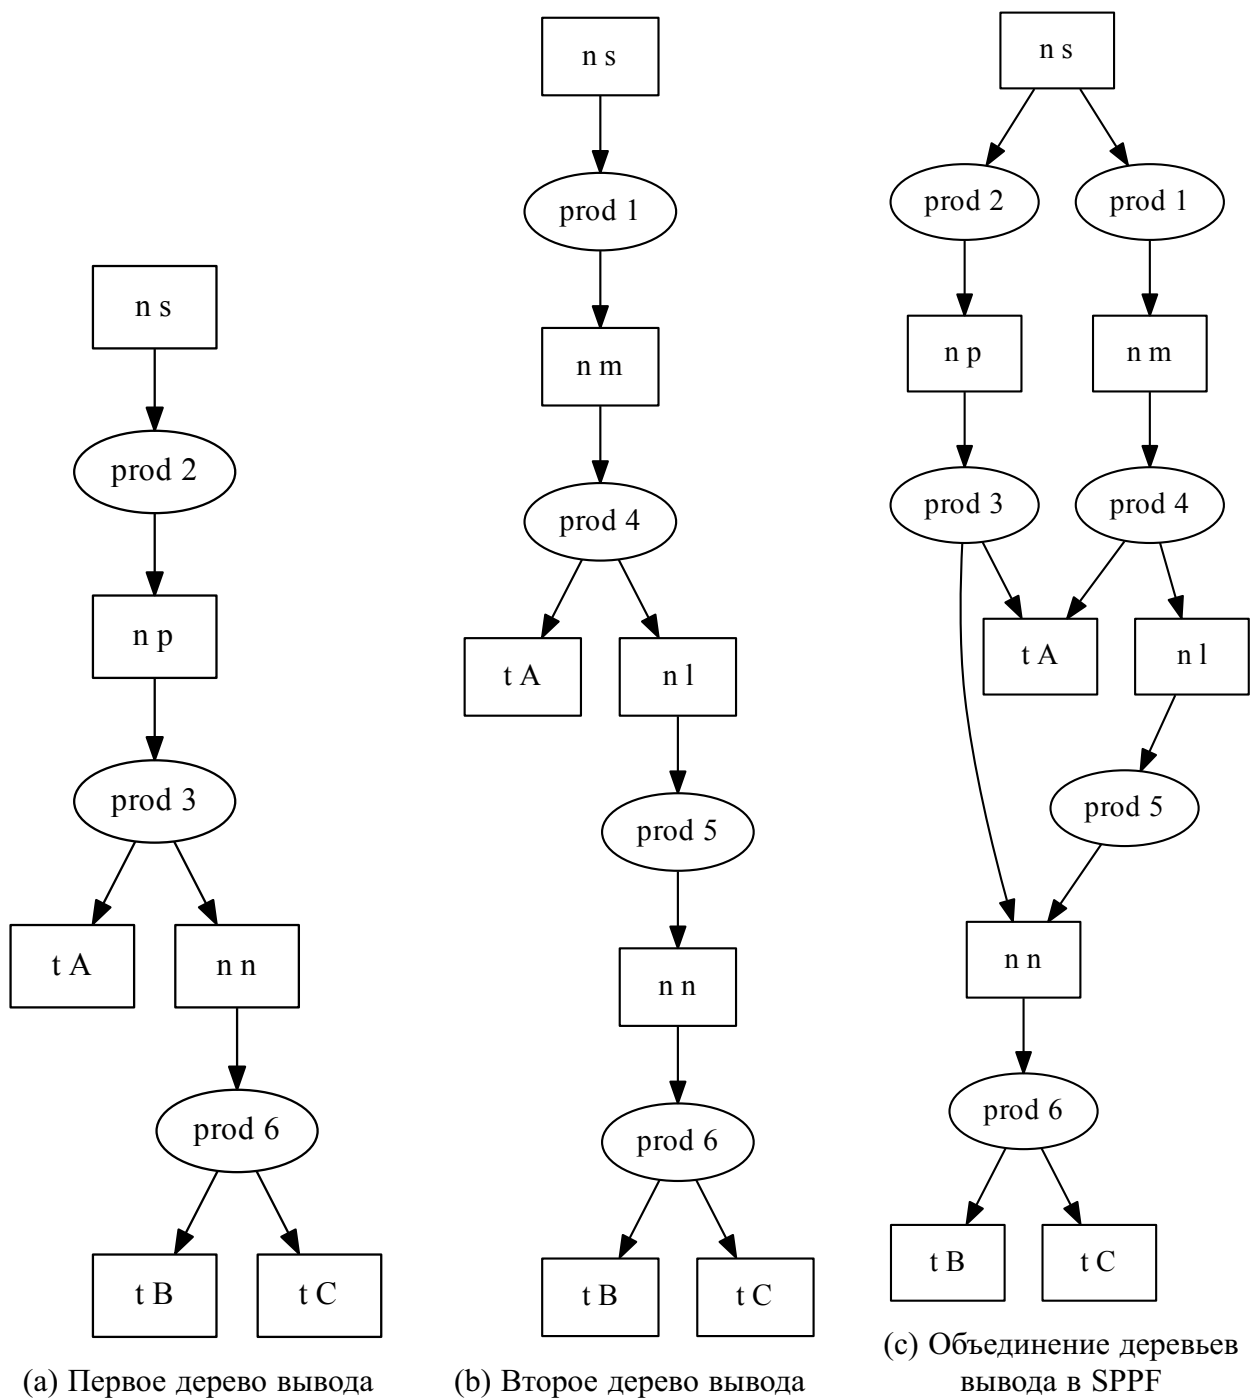 n s
prod 2
n p
prod 3
t A
n n
prod 6
t B
t C
(a) Первое дерево вывода
n s
prod 1
n m
prod 4
t A
n l
prod 5
n n
prod 6
t B
t C
(b) Второе дерево вывода
n s
prod 2
prod 1
n p
n m
prod 3
prod 4
t A
n l
prod 5
n n
prod 6
t B
t C
(c) Объединение деревьев
вывода в SPPF